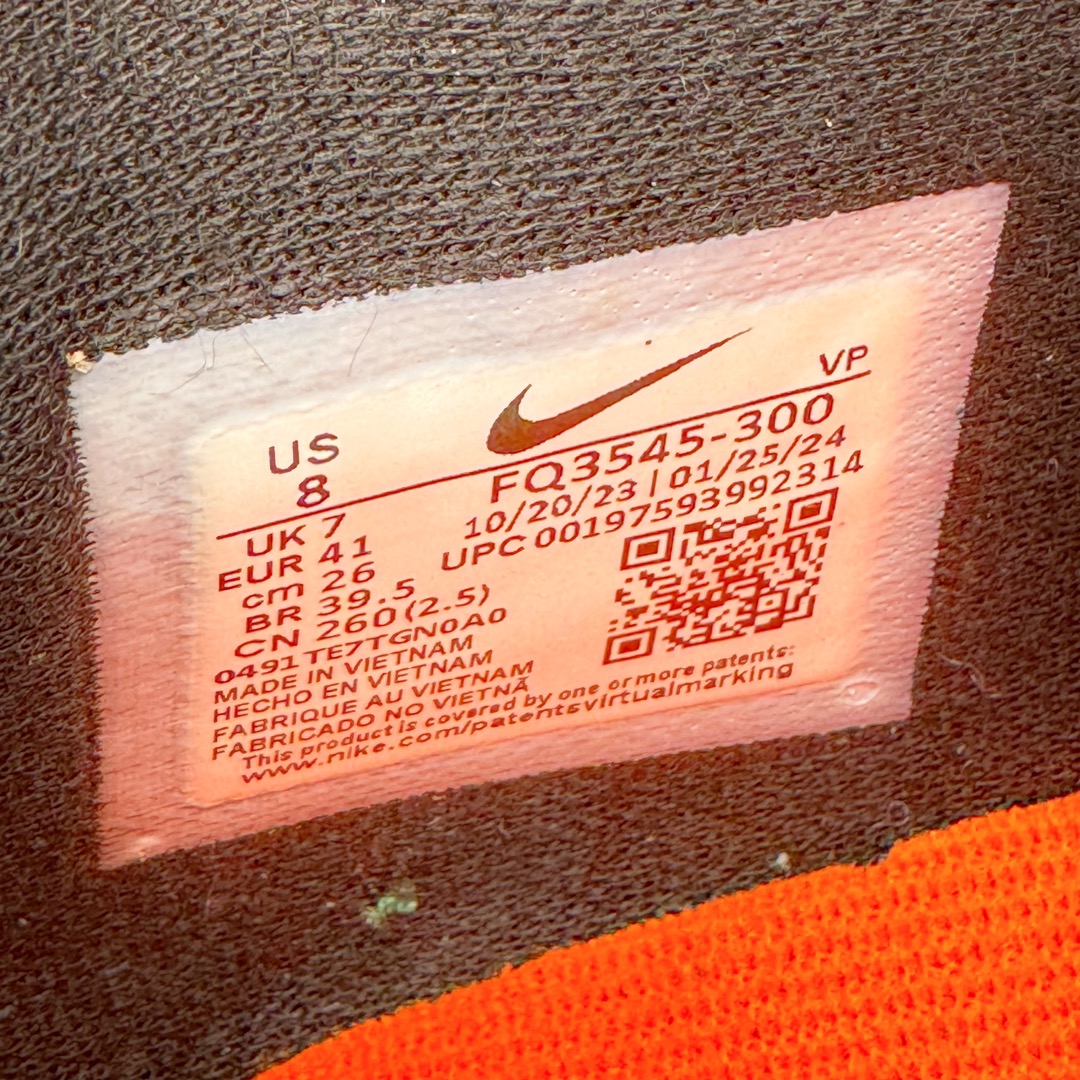 US
8
VP
FQ3545-300
10/20/23 | 01/25/24
UPC 00197593992314
UK 7
EUR 41
cm 26
BR 39.5
CN 260(2.5)
0491TE7TGN0A0
MADE IN VIETNAM
HECHO EN VIETNAM
FABRIQUE AU VIETNAM
FABRICADO NO VIETNÃ
This product is covered by one or more patents:
www.nike.com/patentsvirtualmarking